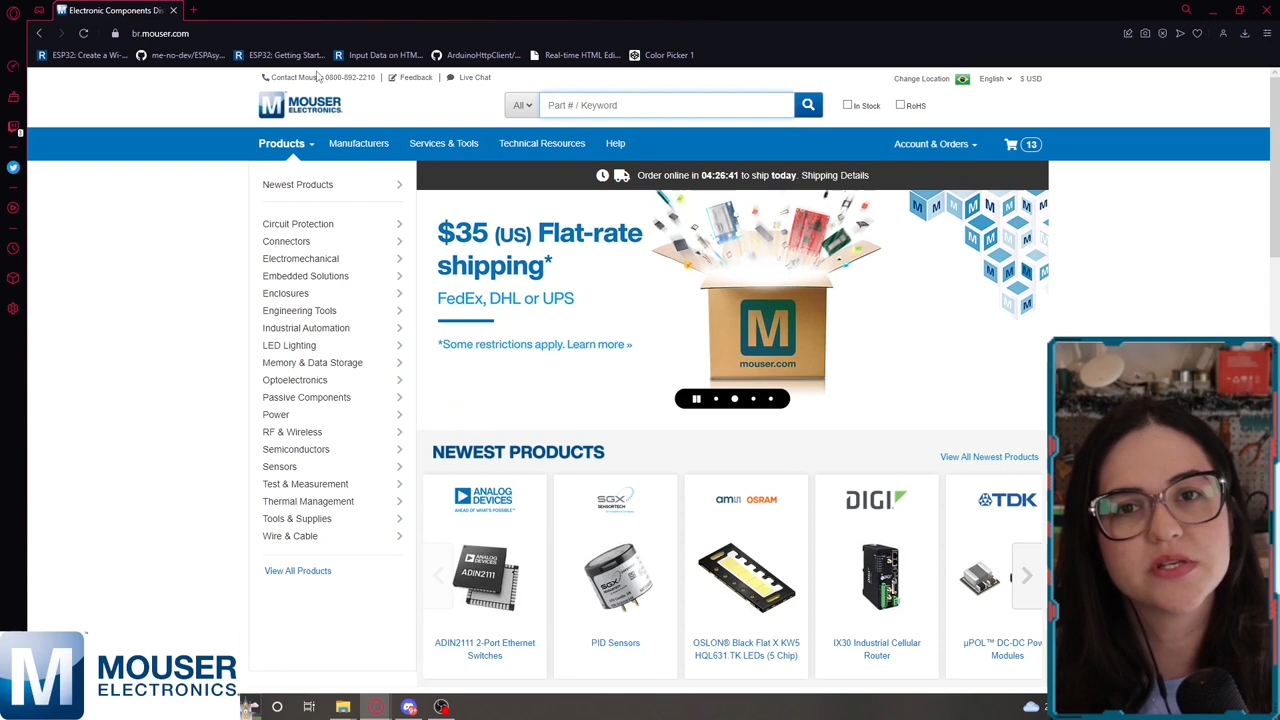 Electronic Components Dis
br.mouser.com
ESP32: Create a Wi-...
me-no-dev/ESPAsy...
ESP32: Getting Start...
Input Data on HTM...
ArduinoHttpClient/...
Real-time HTML Edi...
Color Picker 1
Contact Mouser 0800-892-2210 | Feedback | Live Chat
Change Location English $ USD
MOUSER ELECTRONICS
All
Part # / Keyword
In Stock
RoHS
Products
Manufacturers
Services & Tools
Technical Resources
Help
Account & Orders
13
Newest Products
Circuit Protection
Connectors
Electromechanical
Embedded Solutions
Enclosures
Engineering Tools
Industrial Automation
LED Lighting
Memory & Data Storage
Optoelectronics
Passive Components
Power
RF & Wireless
Semiconductors
Sensors
Test & Measurement
Thermal Management
Tools & Supplies
Wire & Cable
View All Products
Order online in 04:26:41 to ship today. Shipping Details
$35 (US) Flat-rate
shipping*
FedEx, DHL or UPS
*Some restrictions apply. Learn more »
M
mouser.com
NEWEST PRODUCTS
View All Newest Products
ANALOG DEVICES
AHEAD OF WHAT'S POSSIBLE™
ADIN2111
ADIN2111 2-Port Ethernet
Switches
SGX
SENSORTECH
SGX
PID Sensors
am OSRAM
OSLON® Black Flat X KW5
HQL631.TK LEDs (5 Chip)
DIGI
IX30 Industrial Cellular
Router
TDK
µPOL™ DC-DC Pow
Modules
M
MOUSER
ELECTRONICS